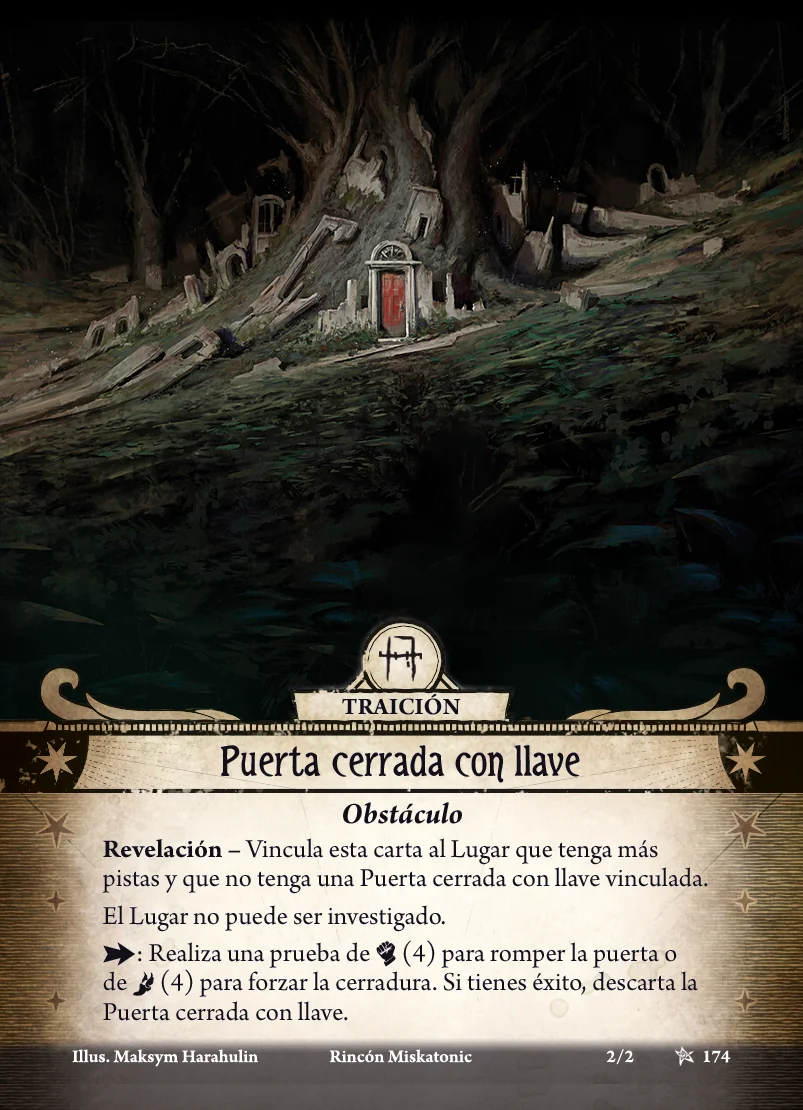 TRAICIÓN
Puerta cerrada con llave
Obstáculo
Revelación – Vincula esta carta al Lugar que tenga más
pistas y que no tenga una Puerta cerrada con llave vinculada.
El Lugar no puede ser investigado.
: Realiza una prueba de (4) para romper la puerta o
de (4) para forzar la cerradura. Si tienes éxito, descarta la
Puerta cerrada con llave.
Illus. Maksym Harahulin Rincón Miskatonic 2/2 174